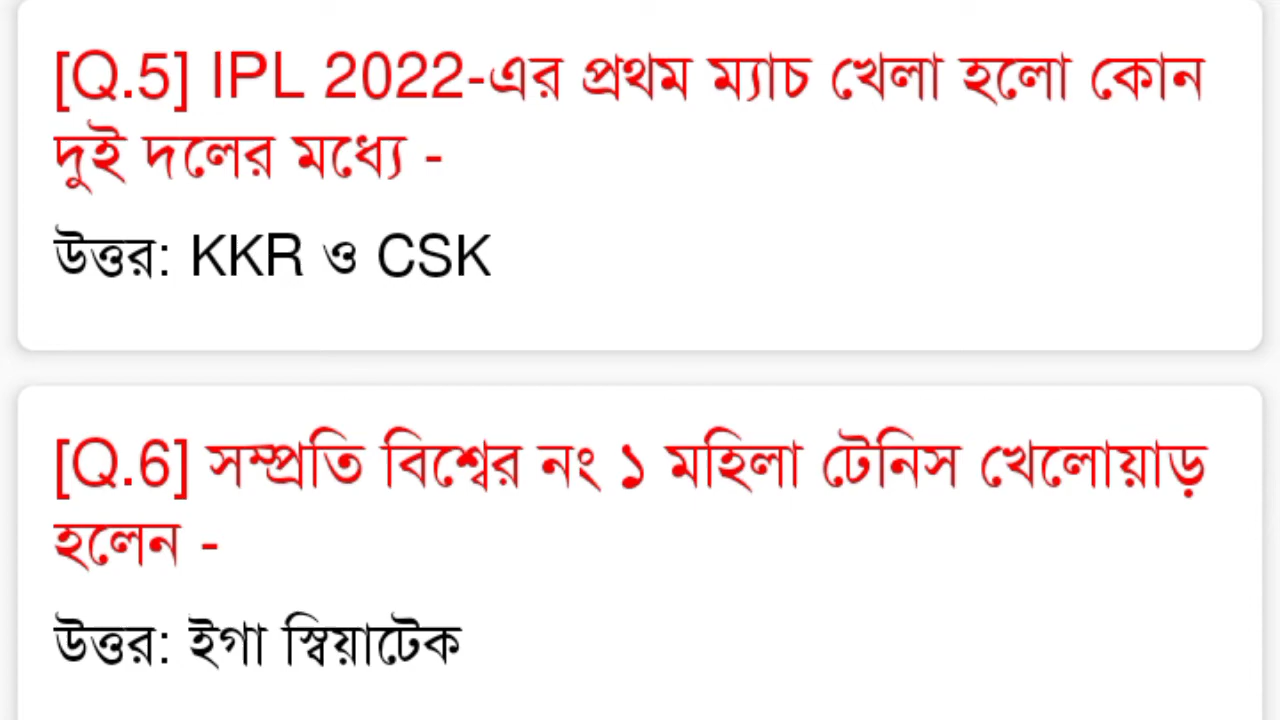 [Q.5] IPL 2022-এর প্রথম ম্যাচ খেলা হলো কোন
দুই দলের মধ্যে -
উত্তর: KKR ও CSK
[Q.6] সম্প্রতি বিশ্বের নং ১ মহিলা টেনিস খেলোয়াড়
হলেন -
উত্তর: ইগা স্বিয়াটেক